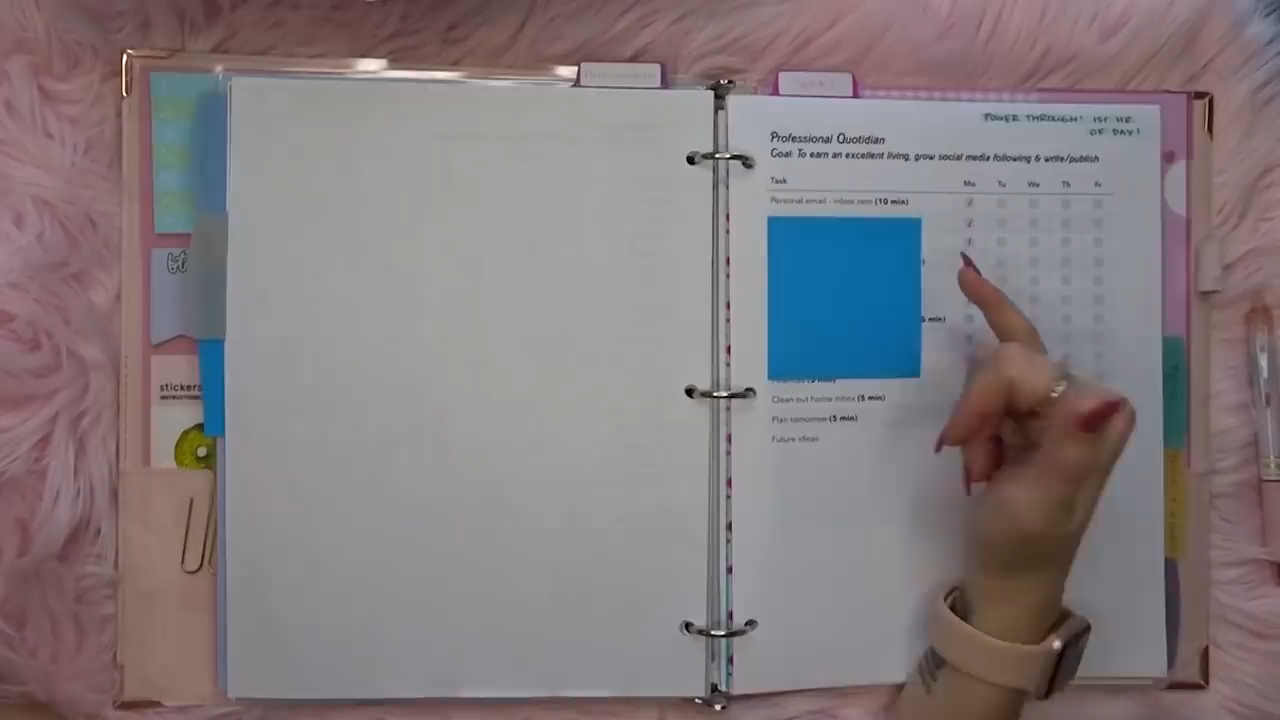 POWER THROUGH! 1ST HR.
OF DAY!
Professional Quotidian
Goal: To earn an excellent living, grow social media following & write/publish
Task Mo Tu We Th Fr
Personal email - inbox zero (10 min)
min)
Clean out home inbox (5 min)
Plan tomorrow (5 min)
Future ideas
stickers